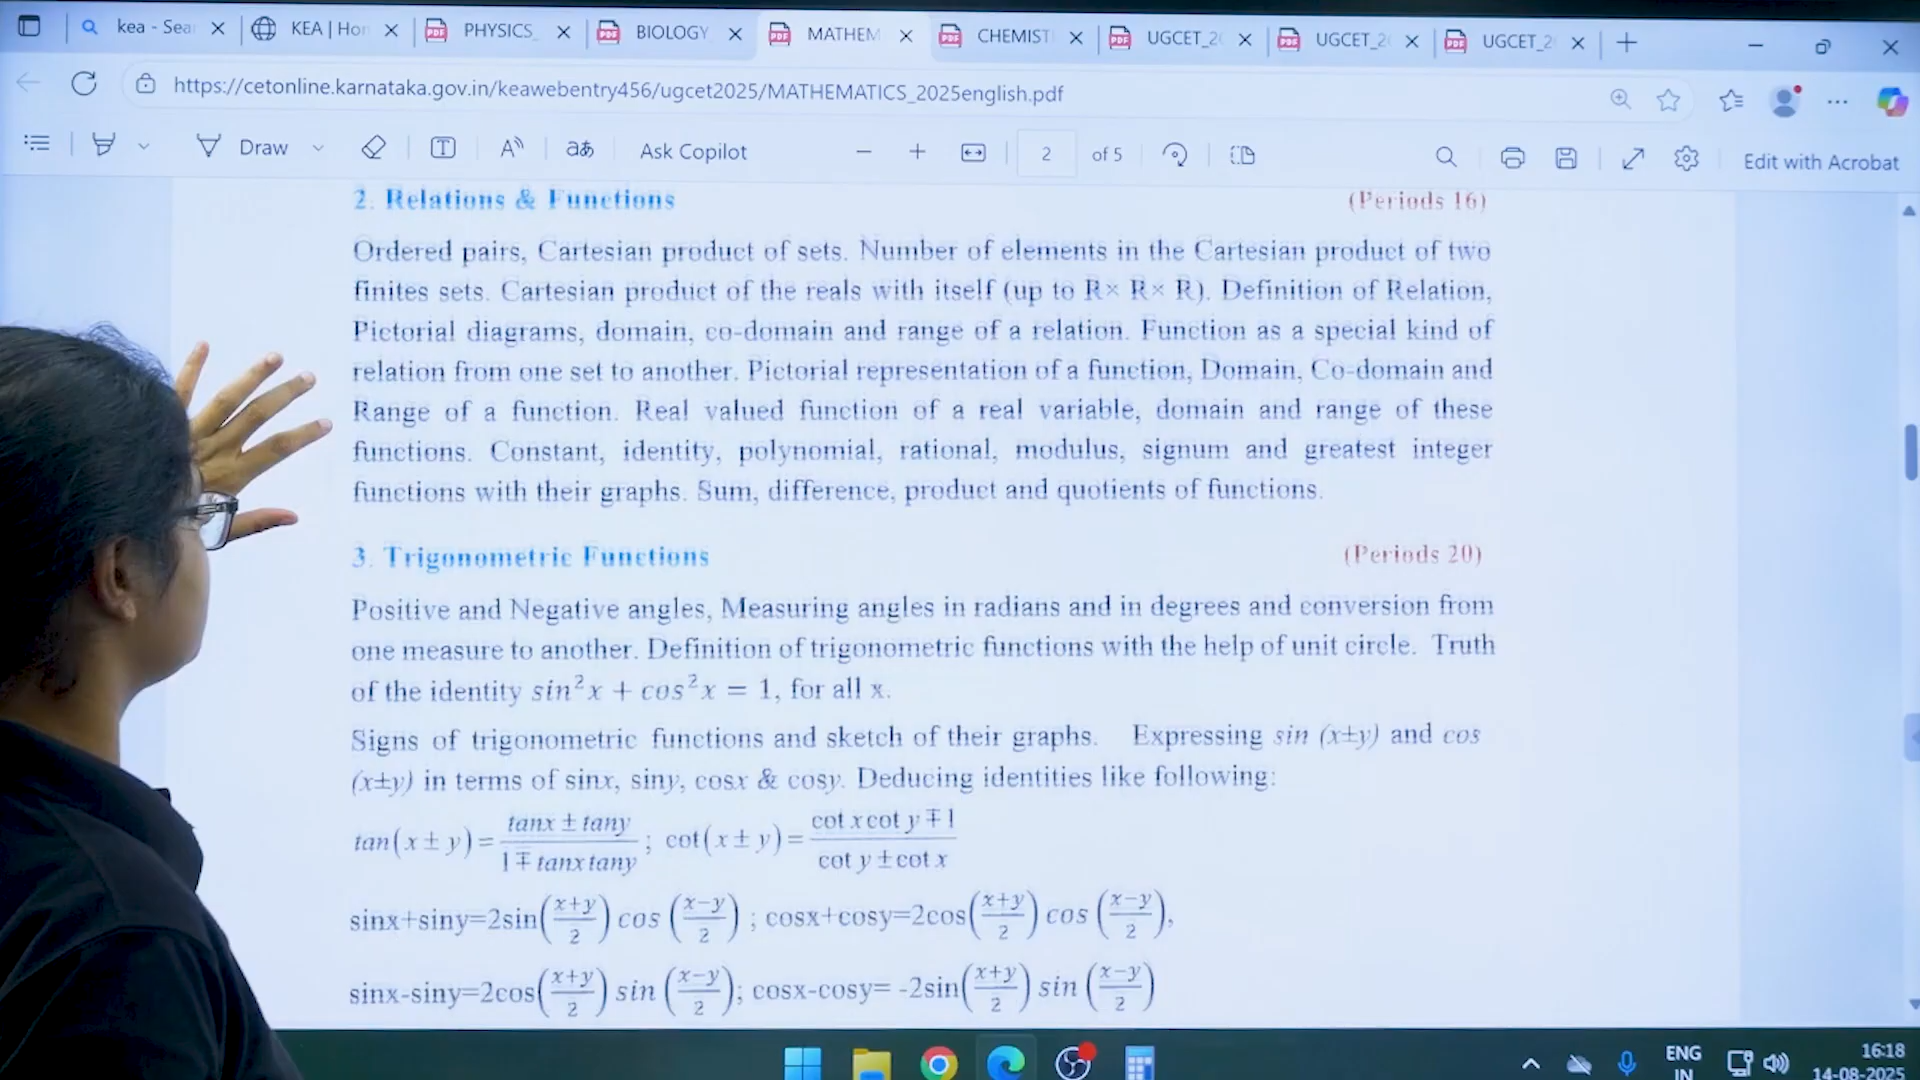 kea - Sea
KEA | Hor
PHYSICS_
BIOLOGY
MATHEM
CHEMIST
UGCET_20
UGCET_2
UGCET_2
https://cetonline.karnataka.gov.in/keawebentry456/ugcet2025/MATHEMATICS_2025english.pdf
Draw
Ask Copilot
2 of 5
Edit with Acrobat
2. Relations & Functions (Periods 16)
Ordered pairs, Cartesian product of sets. Number of elements in the Cartesian product of two
finites sets. Cartesian product of the reals with itself (up to R× R× R). Definition of Relation,
Pictorial diagrams, domain, co-domain and range of a relation. Function as a special kind of
relation from one set to another. Pictorial representation of a function, Domain, Co-domain and
Range of a function. Real valued function of a real variable, domain and range of these
functions. Constant, identity, polynomial, rational, modulus, signum and greatest integer
functions with their graphs. Sum, difference, product and quotients of functions.
3. Trigonometric Functions (Periods 20)
Positive and Negative angles, Measuring angles in radians and in degrees and conversion from
one measure to another. Definition of trigonometric functions with the help of unit circle. Truth
of the identity sin²x + cos²x = 1, for all x.
Signs of trigonometric functions and sketch of their graphs. Expressing sin (x±y) and cos
(x±y) in terms of sinx, siny, cosx & cosy. Deducing identities like following:
tan(x ± y) = (tanx ± tany)/(1 ∓ tanx tany) ; cot(x ± y) = (cot x cot y ∓ 1)/(cot y ± cot x)
sinx+siny=2sin((x+y)/2) cos ((x−y)/2) ; cosx+cosy=2cos((x+y)/2) cos ((x−y)/2),
sinx-siny=2cos((x+y)/2) sin ((x−y)/2); cosx-cosy= -2sin((x+y)/2) sin ((x−y)/2)
ENG
IN
16:18
14-08-2025